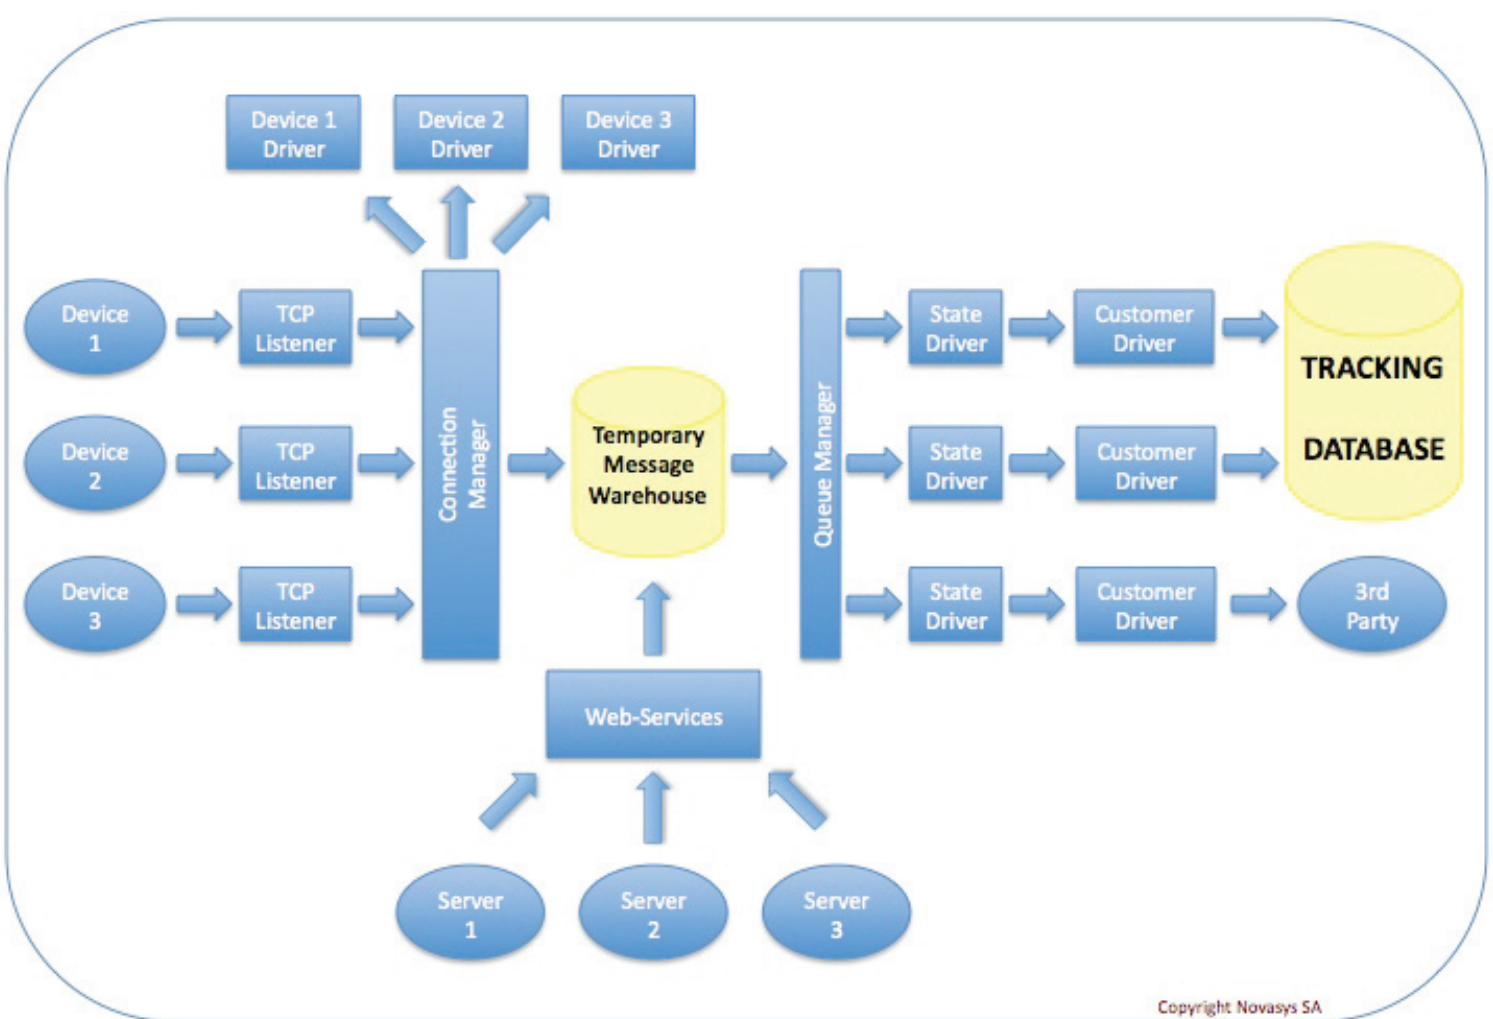 Device 1
Driver
Device 2
Driver
Device 3
Driver
Device
1
TCP
Listener
Device
2
TCP
Listener
Device
3
TCP
Listener
Connection
Manager
Temporary
Message
Warehouse
Queue Manager
State
Driver
Customer
Driver
State
Driver
Customer
Driver
State
Driver
Customer
Driver
TRACKING
DATABASE
3rd
Party
Web-Services
Server
1
Server
2
Server
3
Copyright Novasys SA